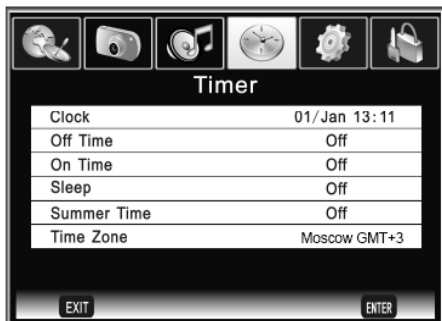 Timer
Clock 01/Jan 13:11
Off Time Off
On Time Off
Sleep Off
Summer Time Off
Time Zone Moscow GMT+3
EXIT ENTER